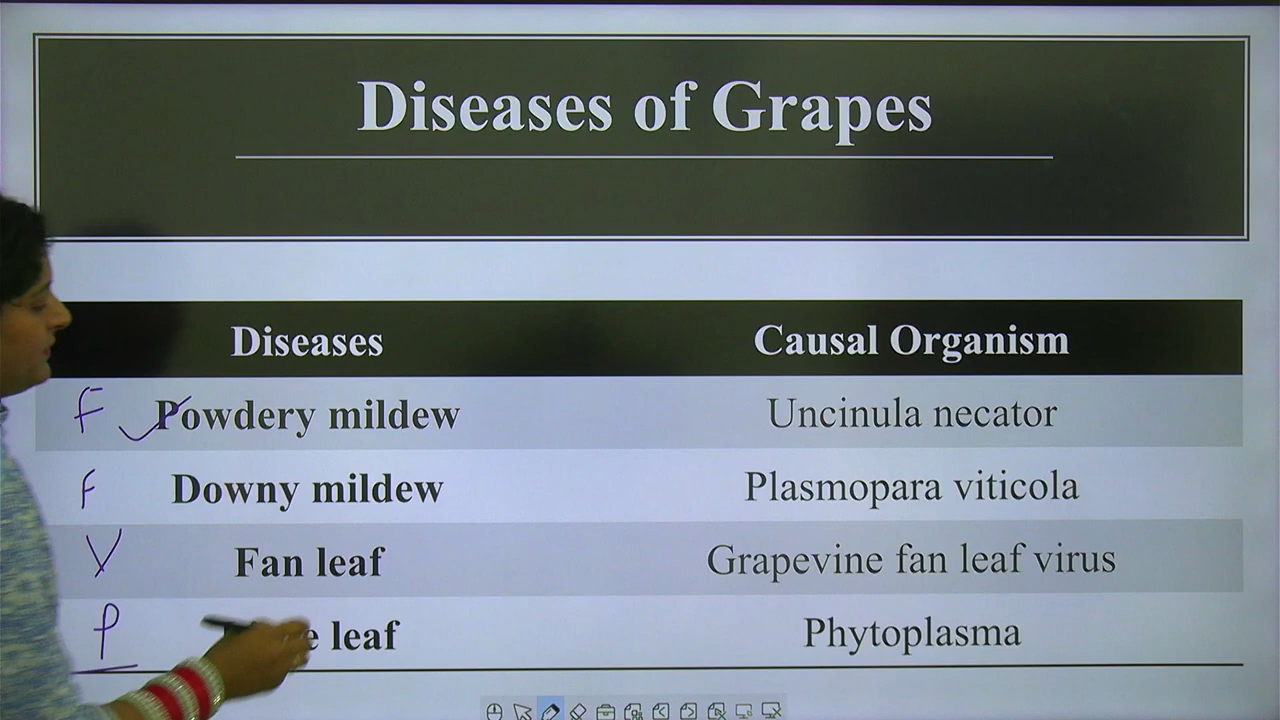 Diseases of Grapes
Diseases Causal Organism
F Powdery mildew Uncinula necator
F Downy mildew Plasmopara viticola
V Fan leaf Grapevine fan leaf virus
P leaf Phytoplasma